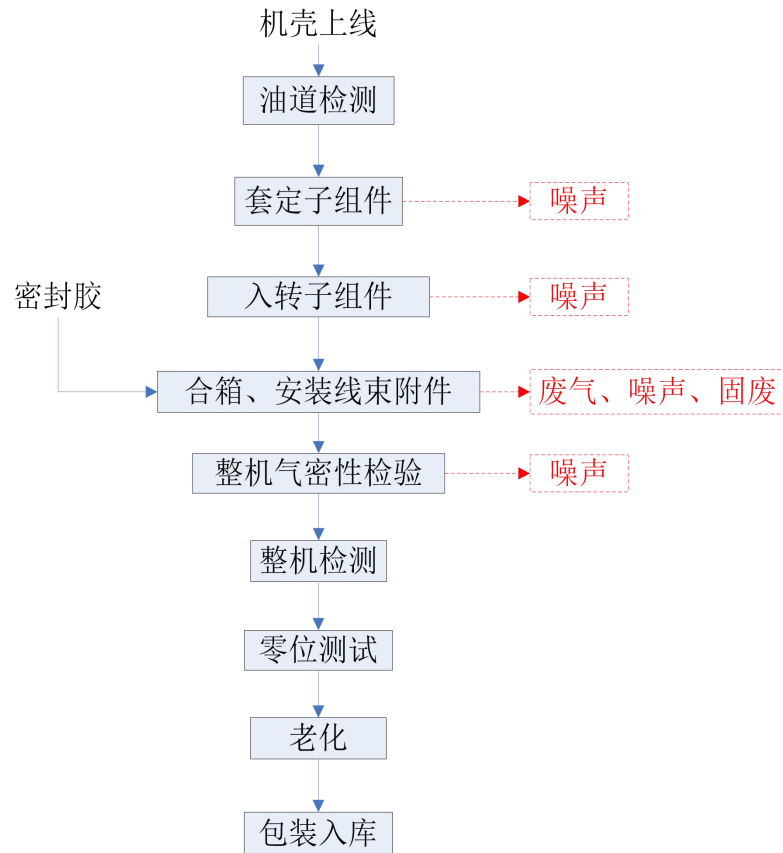 机壳上线
油道检测
套定子组件
噪声
入转子组件
噪声
密封胶
合箱、安装线束附件
废气、噪声、固废
整机气密性检验
噪声
整机检测
零位测试
老化
包装入库